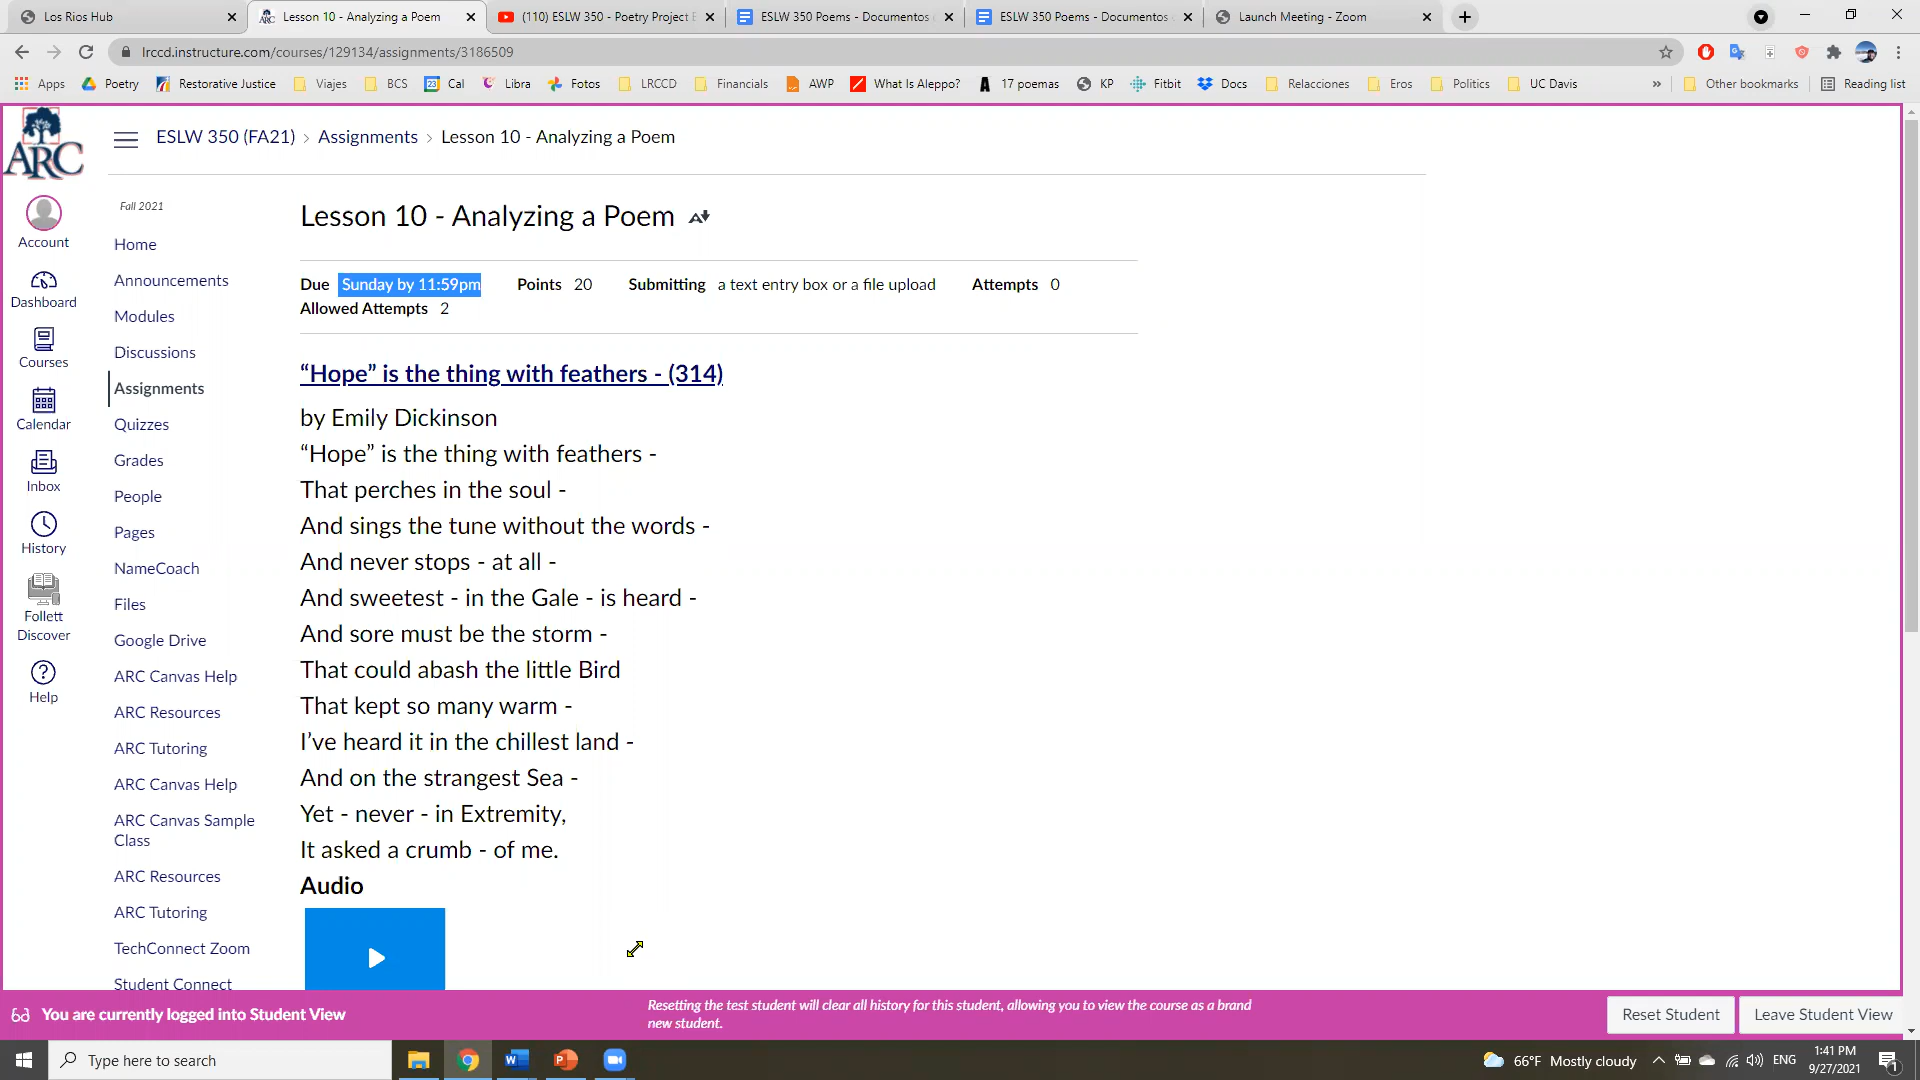 Los Rios Hub
Lesson 10 - Analyzing a Poem
(110) ESLW 350 - Poetry Project E
ESLW 350 Poems - Documentos
ESLW 350 Poems - Documentos
Launch Meeting - Zoom
lrccd.instructure.com/courses/129134/assignments/3186509
Apps
Poetry
Restorative Justice
Viajes
BCS
23
Cal
Libra
Fotos
LRCCD
Financials
AWP
What Is Aleppo?
17 poemas
KP
Fitbit
Docs
Relacciones
Eros
Politics
UC Davis
»
Other bookmarks
Reading list
ARC
ESLW 350 (FA21) › Assignments › Lesson 10 - Analyzing a Poem
Account
Dashboard
Courses
Calendar
Inbox
History
Follett
Discover
Help
Fall 2021
Home
Announcements
Modules
Discussions
Assignments
Quizzes
Grades
People
Pages
NameCoach
Files
Google Drive
ARC Canvas Help
ARC Resources
ARC Tutoring
ARC Canvas Help
ARC Canvas Sample
Class
ARC Resources
ARC Tutoring
TechConnect Zoom
Student Connect
Lesson 10 - Analyzing a Poem
Due Sunday by 11:59pm Points 20 Submitting a text entry box or a file upload Attempts 0
Allowed Attempts 2
“Hope” is the thing with feathers - (314)
by Emily Dickinson
“Hope” is the thing with feathers -
That perches in the soul -
And sings the tune without the words -
And never stops - at all -
And sweetest - in the Gale - is heard -
And sore must be the storm -
That could abash the little Bird
That kept so many warm -
I’ve heard it in the chillest land -
And on the strangest Sea -
Yet - never - in Extremity,
It asked a crumb - of me.
Audio
You are currently logged into Student View
Resetting the test student will clear all history for this student, allowing you to view the course as a brand
new student.
Reset Student
Leave Student View
Type here to search
66°F Mostly cloudy
ENG
1:41 PM
9/27/2021
1